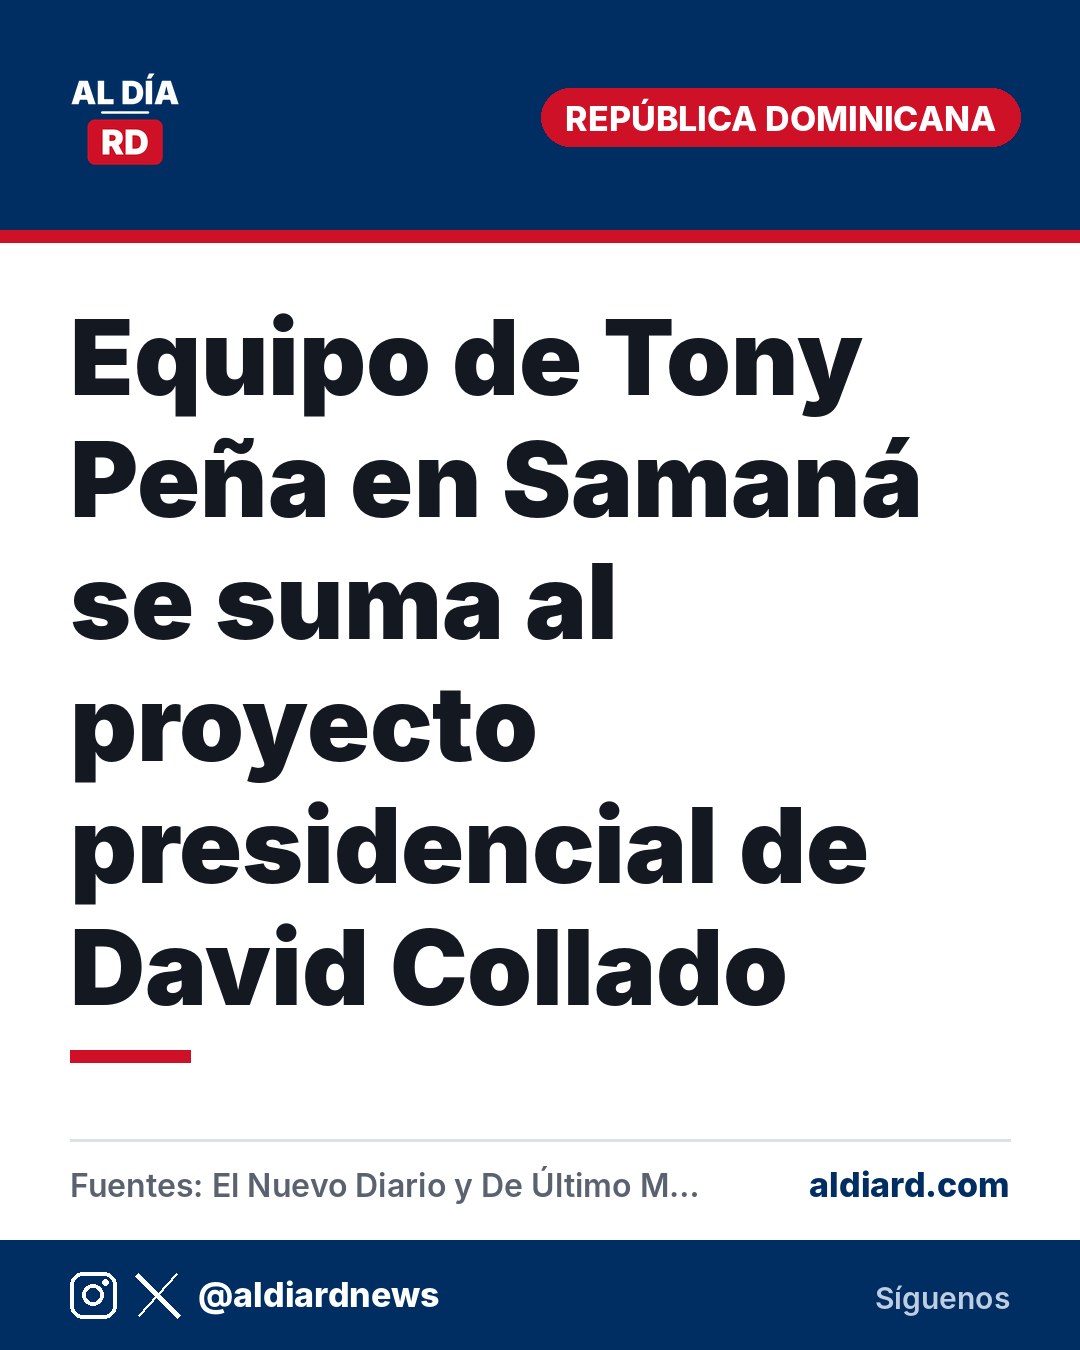 AL DÍA
RD
REPÚBLICA DOMINICANA
Equipo de Tony
Peña en Samaná
se suma al
proyecto
presidencial de
David Collado
Fuentes: El Nuevo Diario y De Último M...
aldiard.com
@aldiardnews
Síguenos